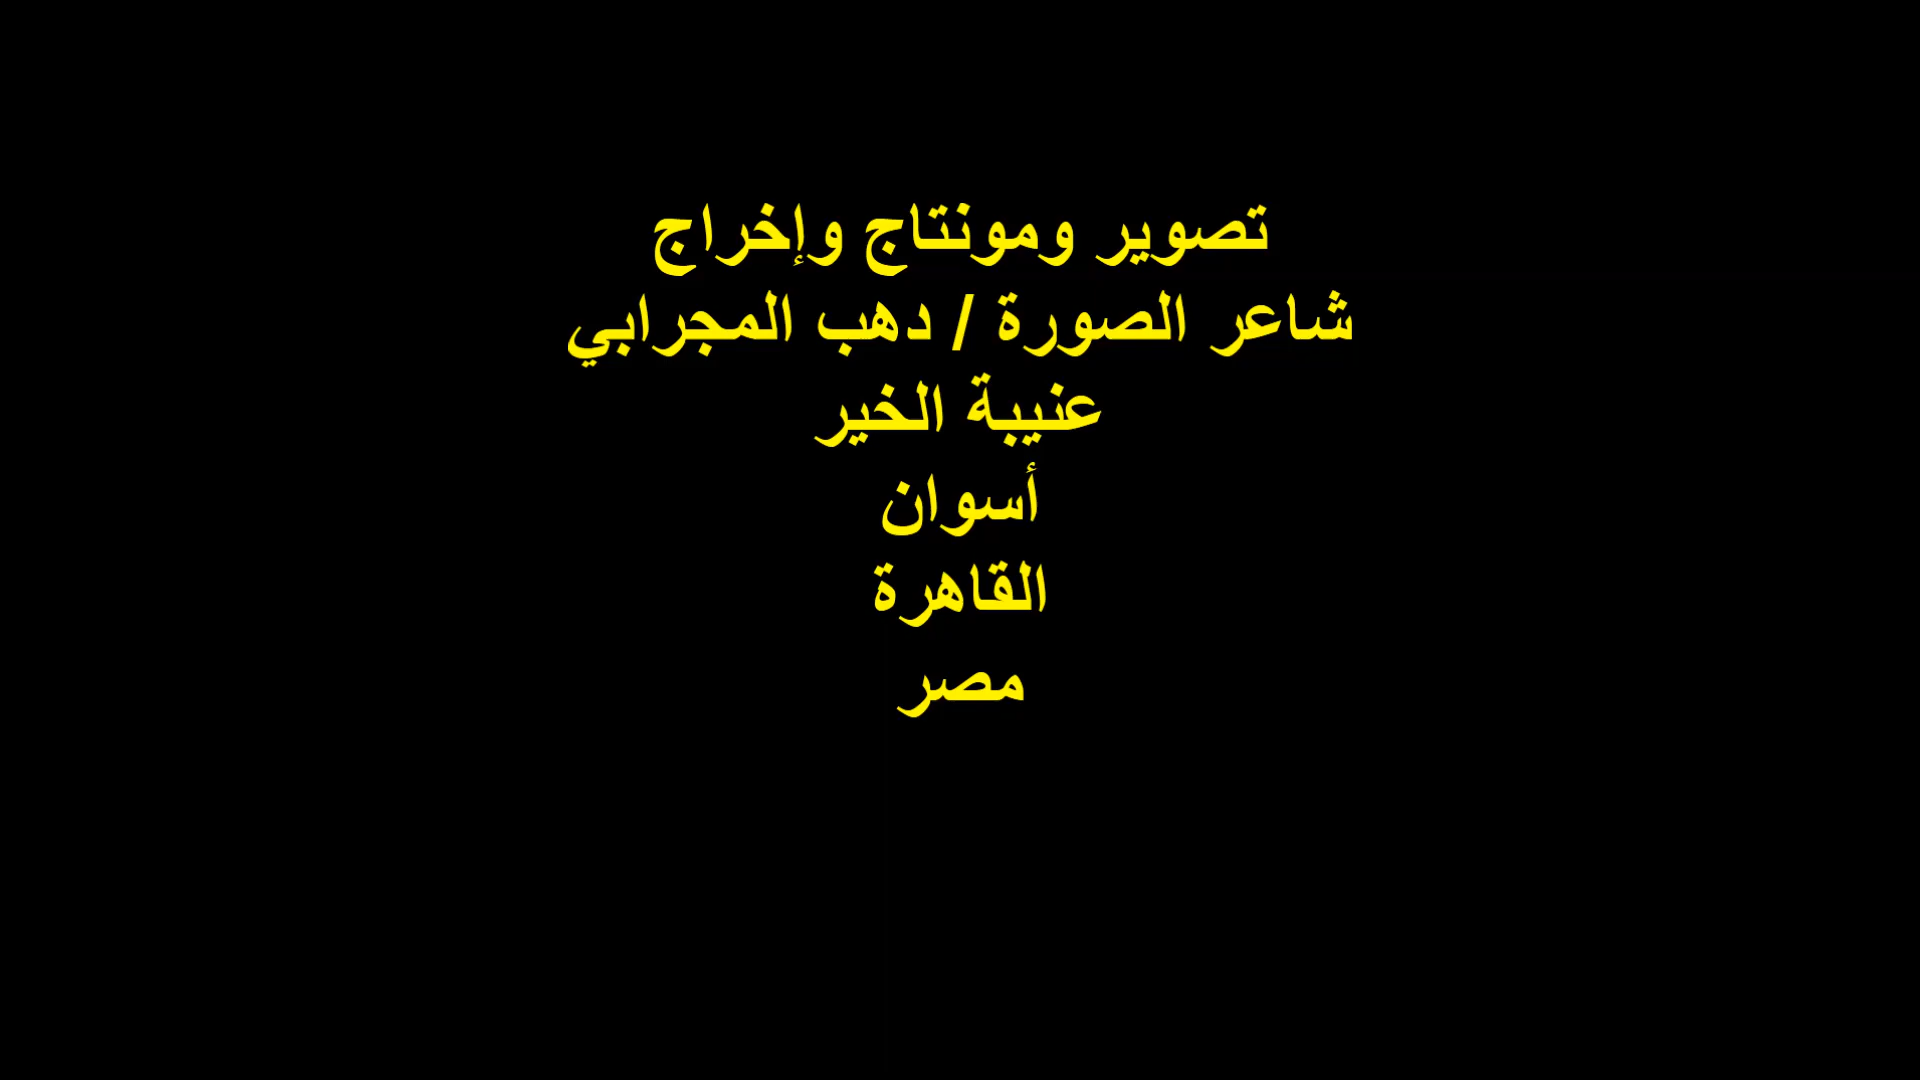 تصوير ومونتاج وإخراج
شاعر الصورة / دهب المجرابي
عنيبة الخير
أسوان
القاهرة
مصر